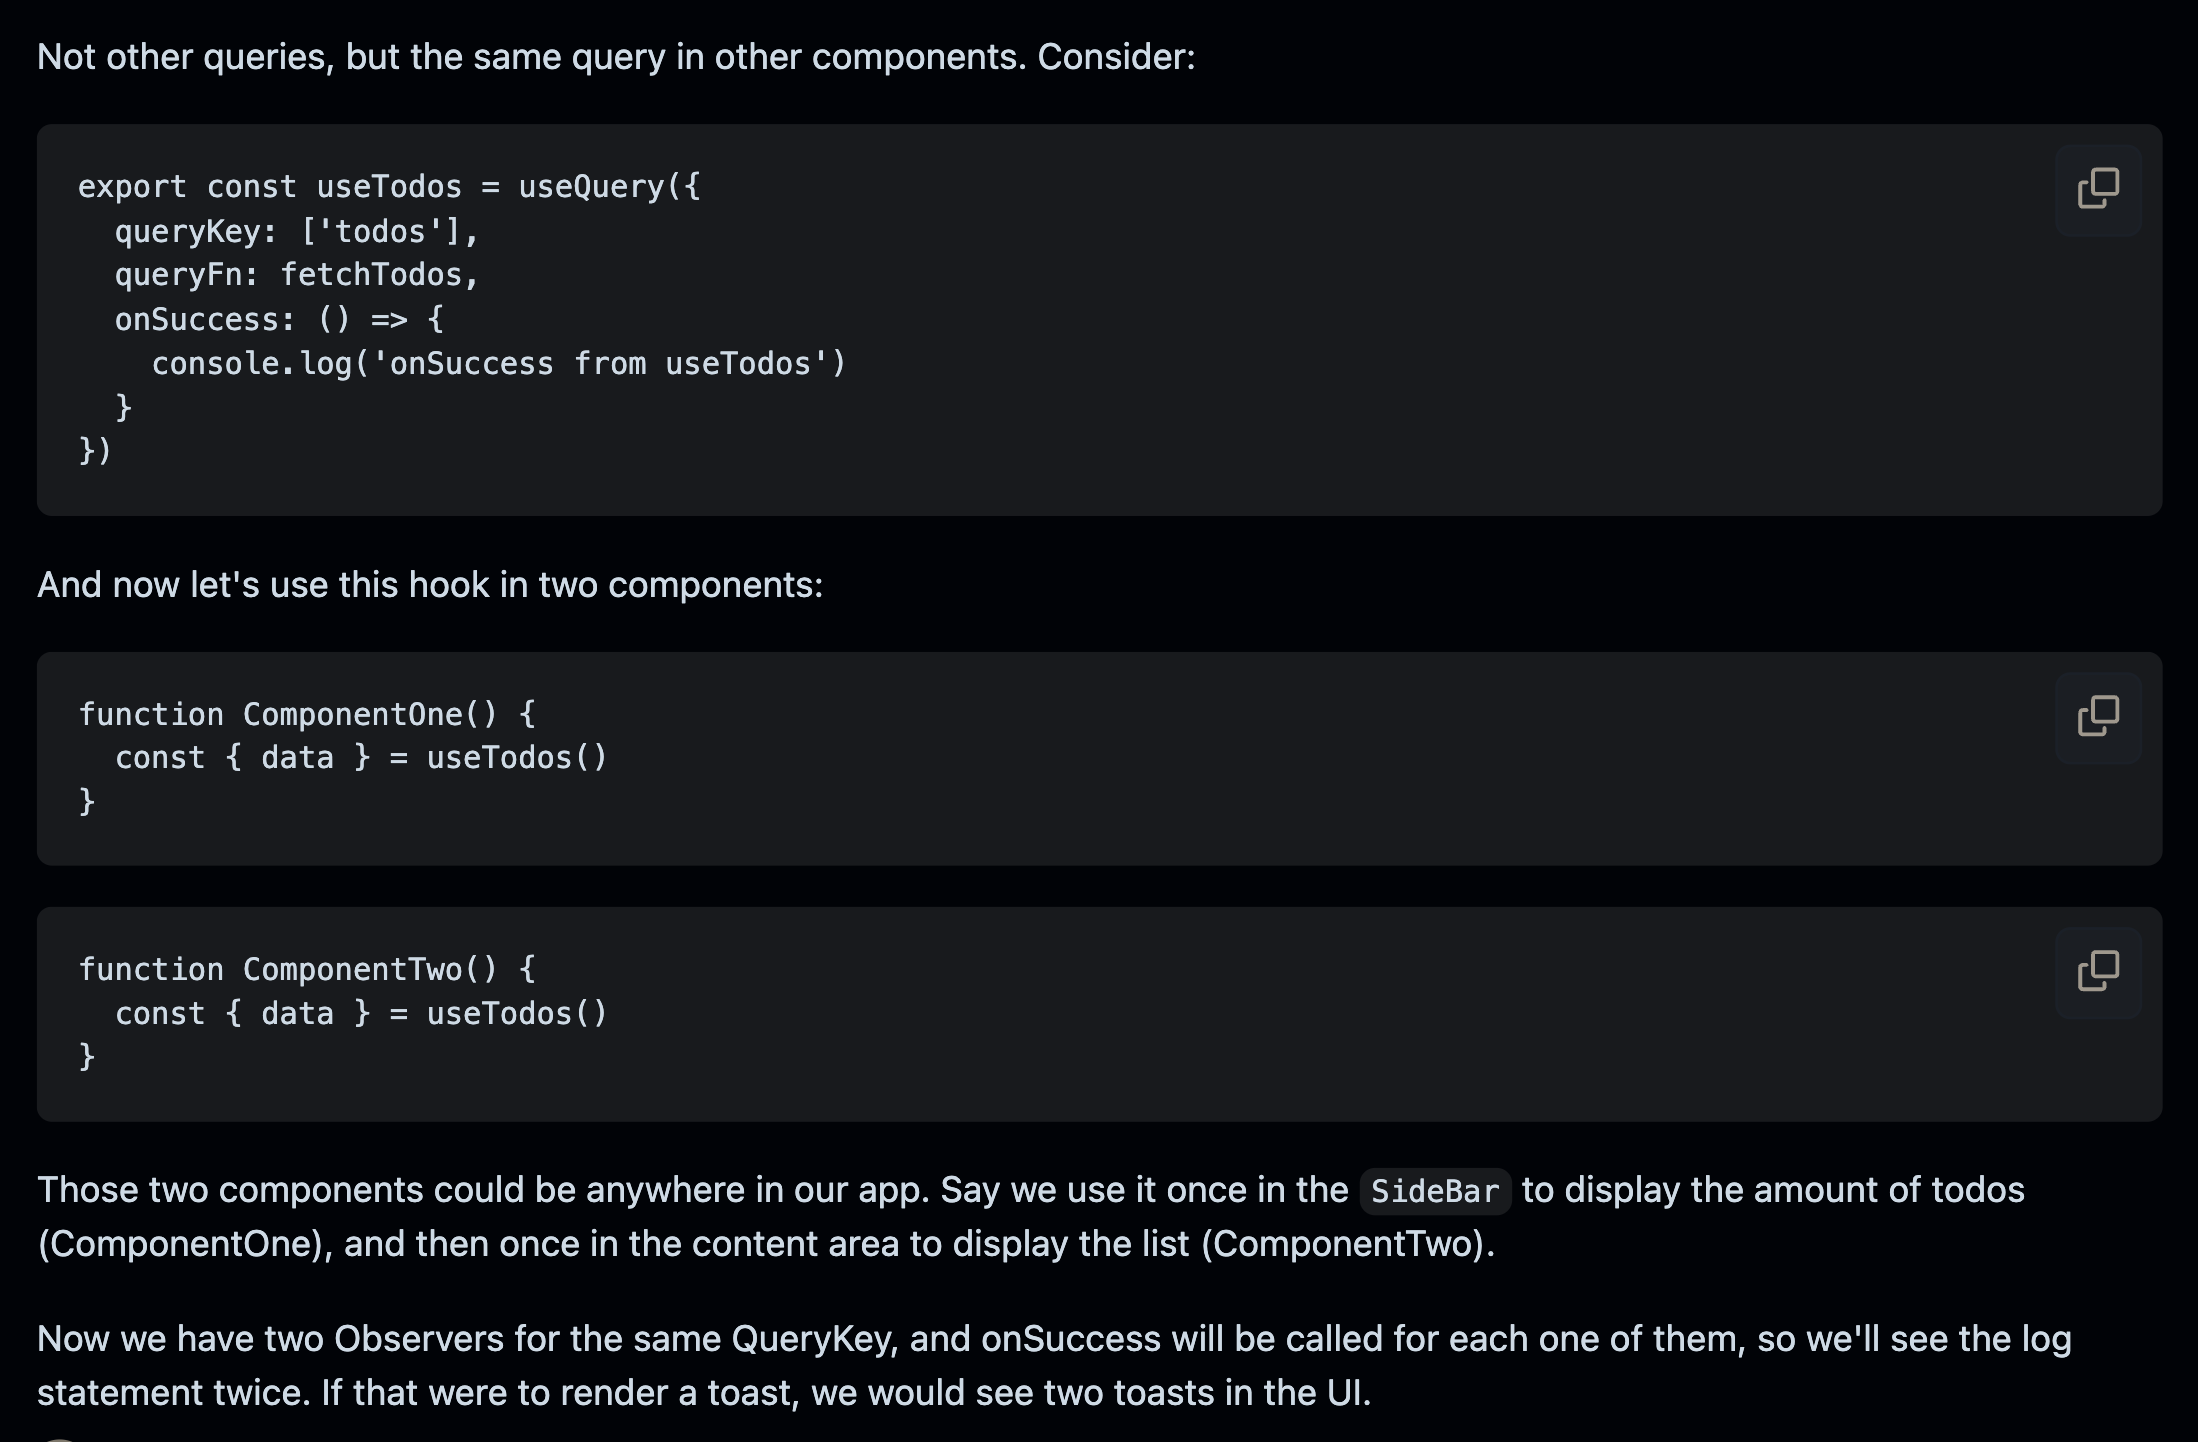 Not other queries, but the same query in other components. Consider:
export const useTodos = useQuery({
  queryKey: ['todos'],
  queryFn: fetchTodos,
  onSuccess: () => {
    console.log('onSuccess from useTodos')
  }
})
And now let's use this hook in two components:
function ComponentOne() {
  const { data } = useTodos()
}
function ComponentTwo() {
  const { data } = useTodos()
}
Those two components could be anywhere in our app. Say we use it once in the SideBar to display the amount of todos
(ComponentOne), and then once in the content area to display the list (ComponentTwo).
Now we have two Observers for the same QueryKey, and onSuccess will be called for each one of them, so we'll see the log
statement twice. If that were to render a toast, we would see two toasts in the UI.